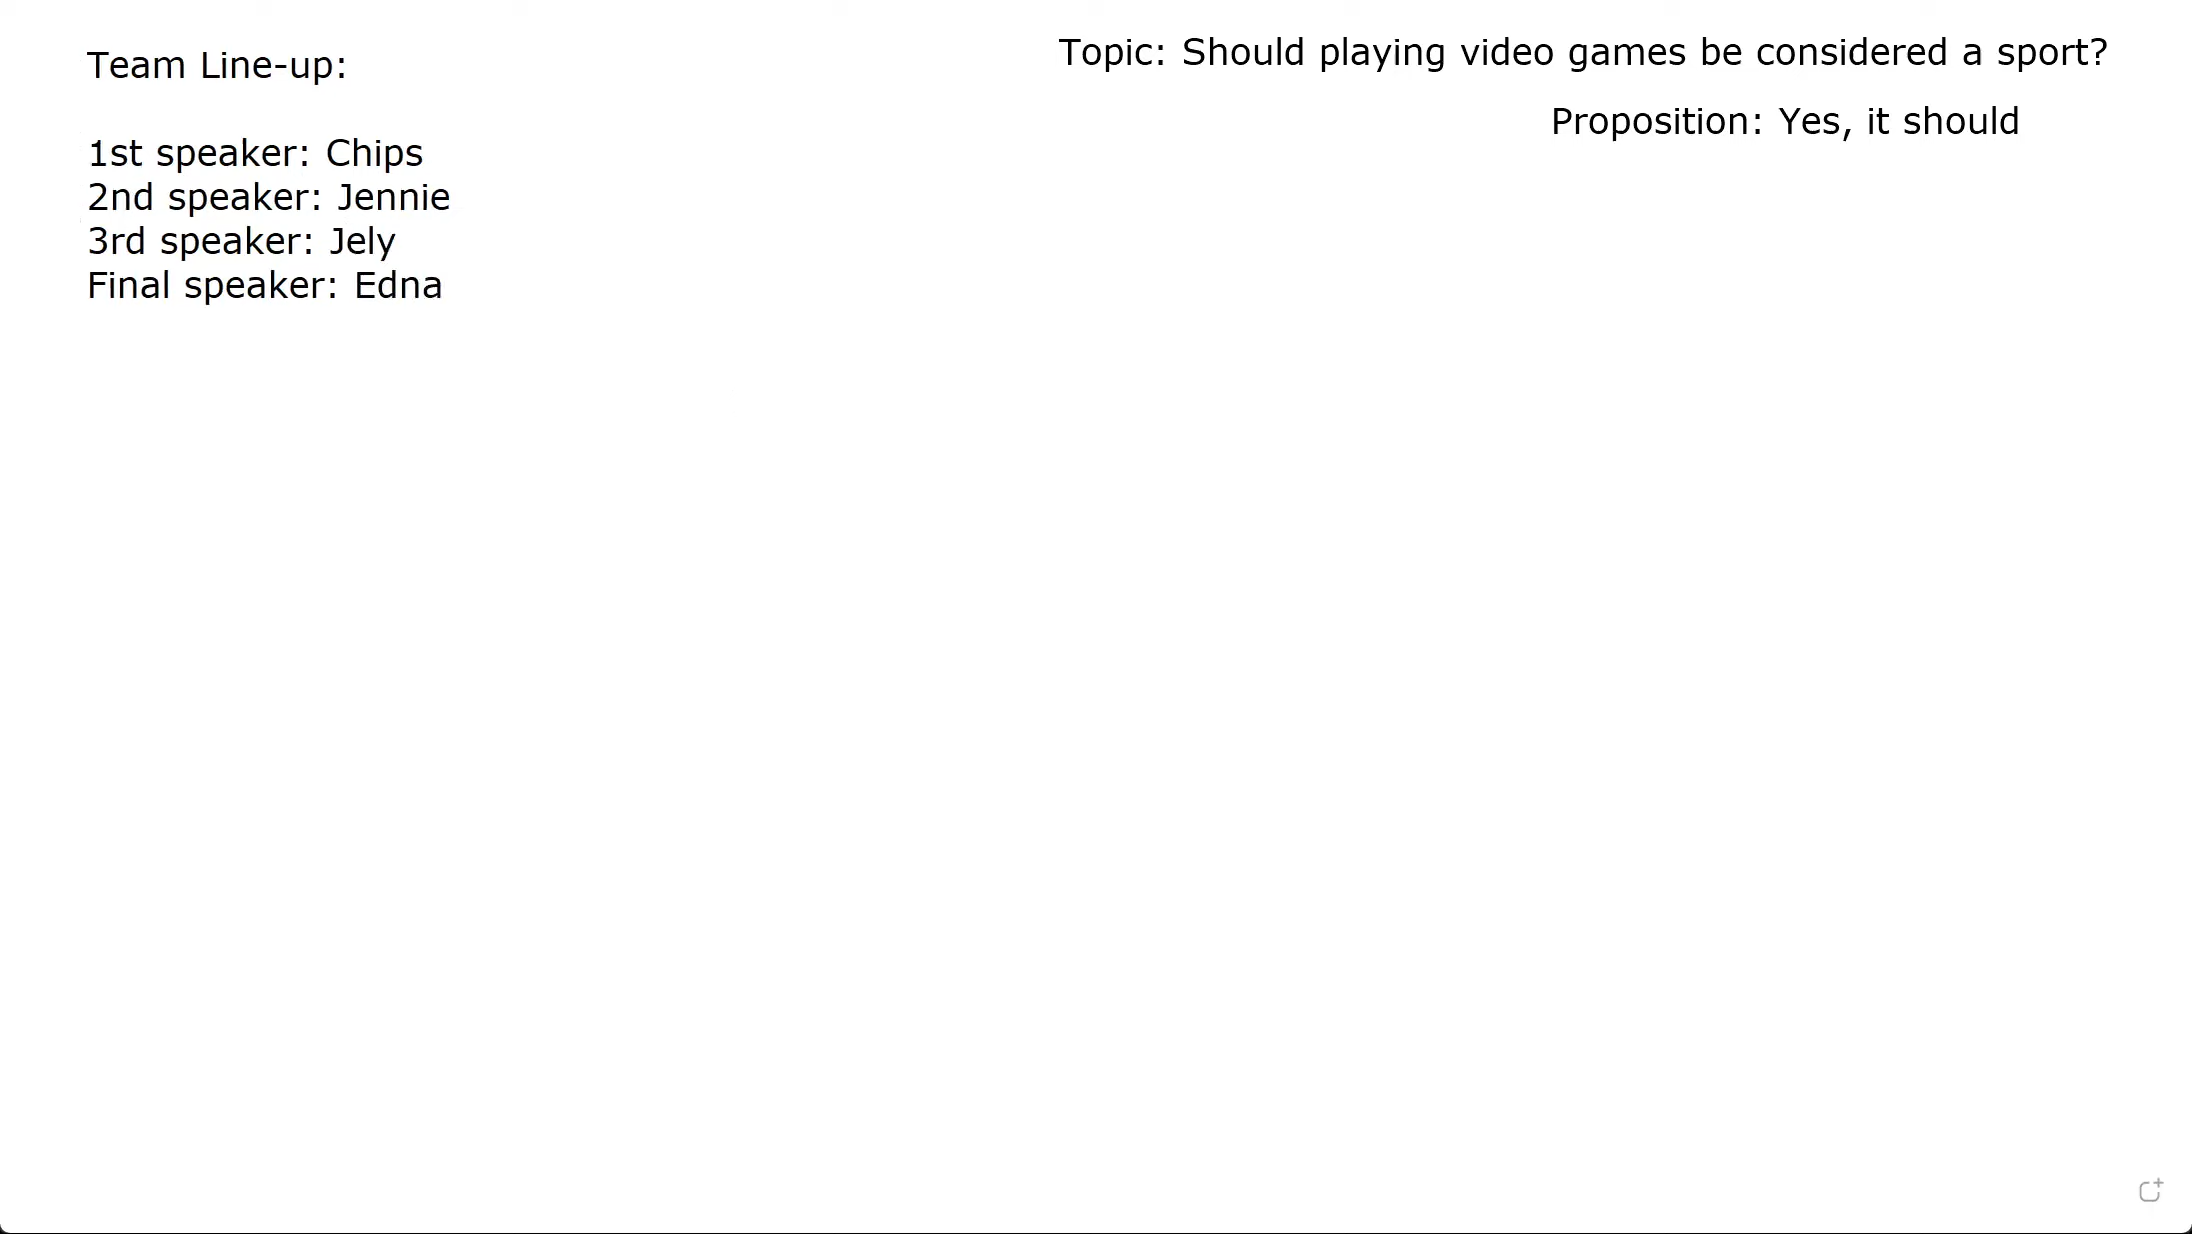 Team Line-up:
1st speaker: Chips
2nd speaker: Jennie
3rd speaker: Jely
Final speaker: Edna
Topic: Should playing video games be considered a sport?
Proposition: Yes, it should